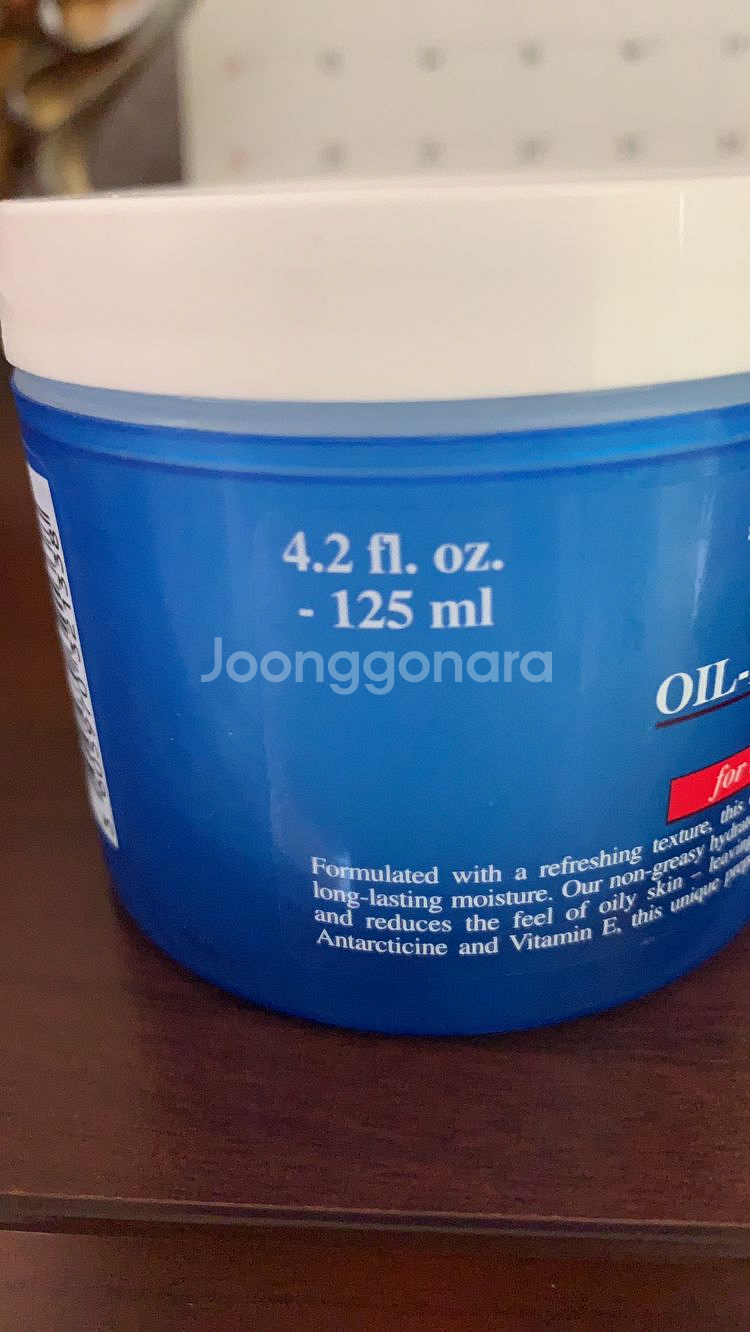 4.2 fl. oz.
- 125 ml
Joonggonara
OIL-
for
Formulated with a refreshing texture, this
long-lasting moisture. Our non-greasy
and reduces the feel of oily skin - leaving
Antarcticine and Vitamin E, this unique